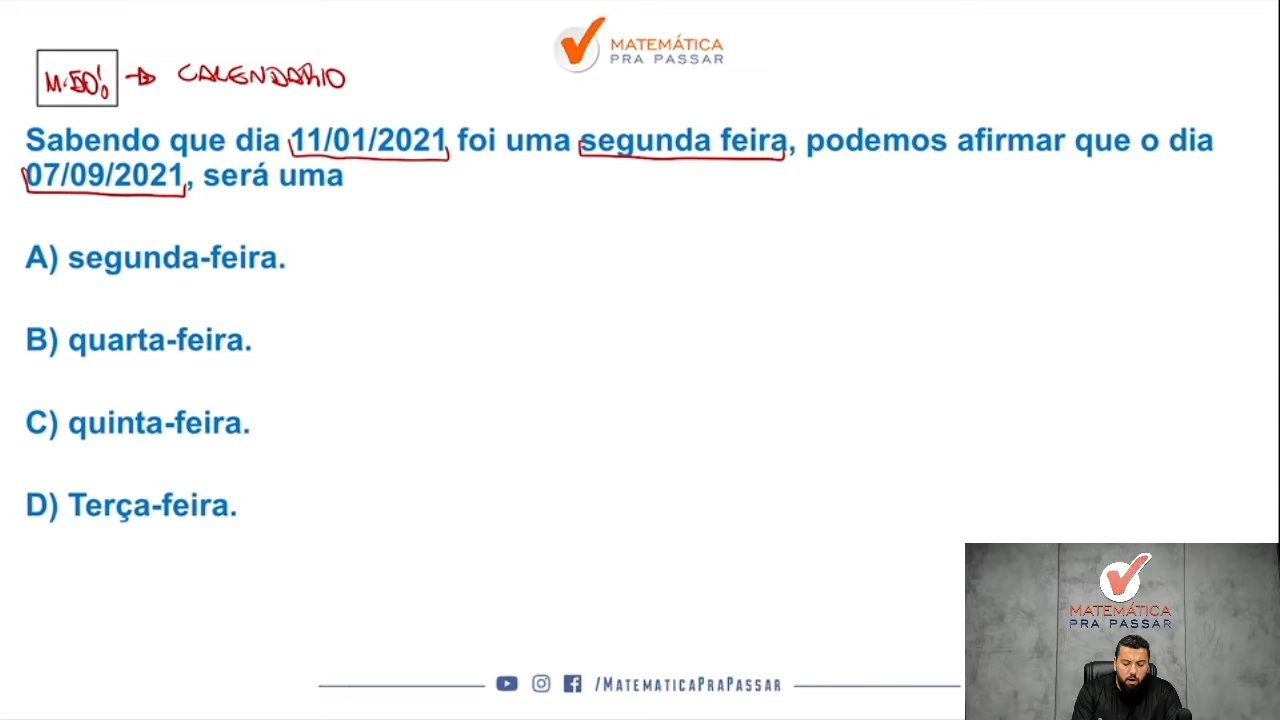 MATEMÁTICA
PRA PASSAR
CALENDÁRIO
Sabendo que dia 11/01/2021 foi uma segunda feira, podemos afirmar que o dia
07/09/2021, será uma
A) segunda-feira.
B) quarta-feira.
C) quinta-feira.
D) Terça-feira.
MATEMÁTICA
PRA PASSAR
/MATEMATICAPRAPASSAR